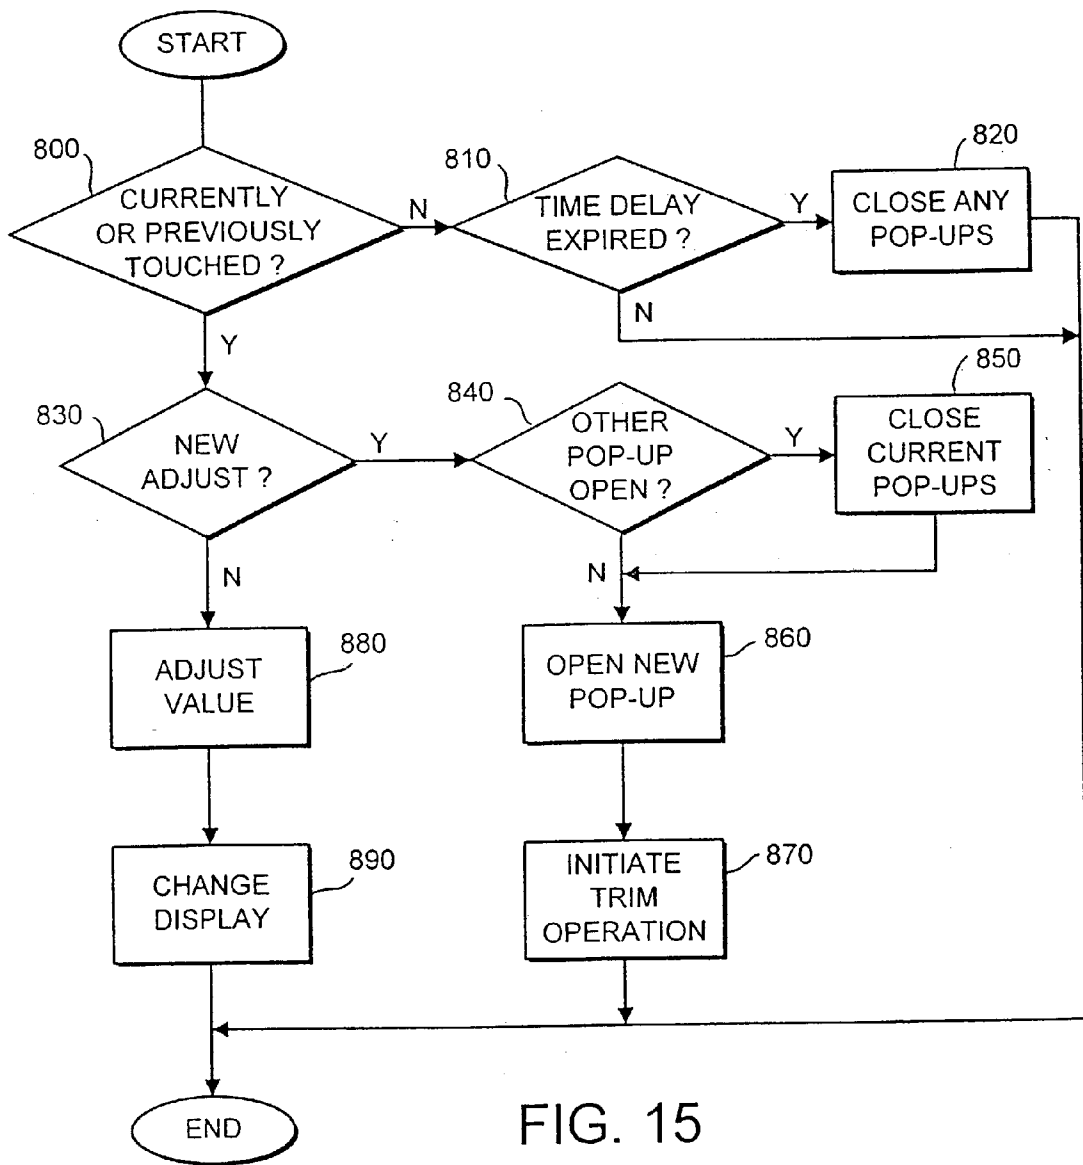 START
800
CURRENTLY
OR PREVIOUSLY
TOUCHED ?
N
810
TIME DELAY
EXPIRED ?
Y
820
CLOSE ANY
POP-UPS
N
Y
830
NEW
ADJUST ?
Y
840
OTHER
POP-UP
OPEN ?
Y
850
CLOSE
CURRENT
POP-UPS
N
N
880
ADJUST
VALUE
860
OPEN NEW
POP-UP
890
CHANGE
DISPLAY
870
INITIATE
TRIM
OPERATION
END
FIG. 15